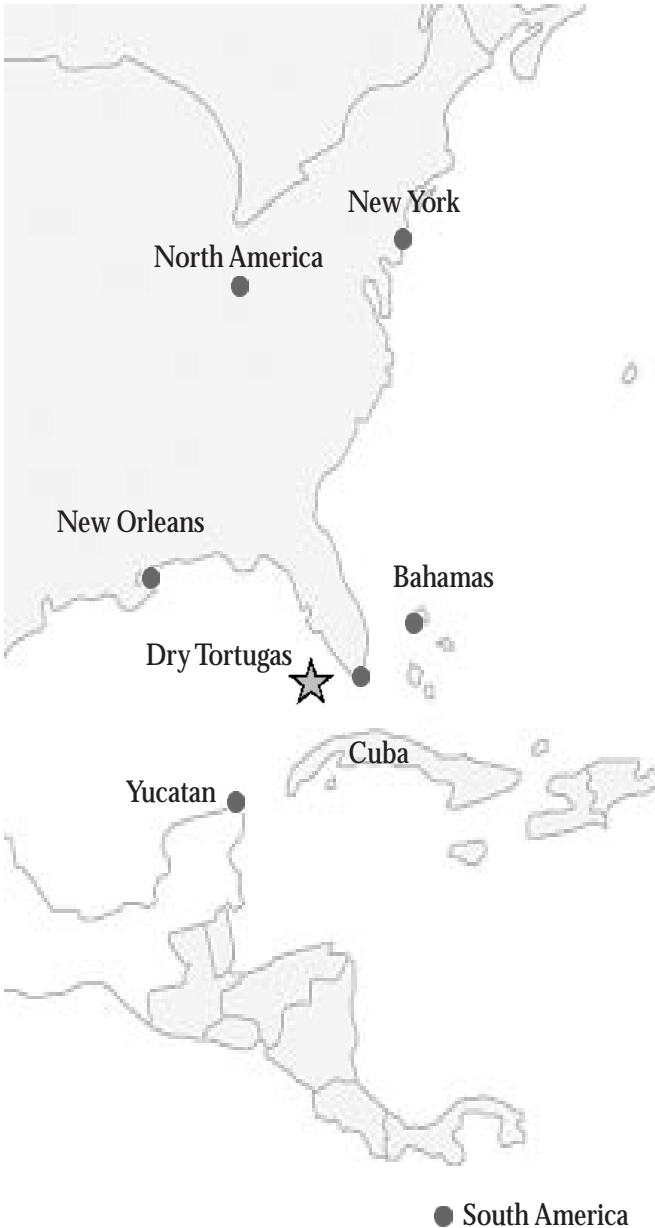 New York
North America
New Orleans
Bahamas
Dry Tortugas
Cuba
Yucatan
South America